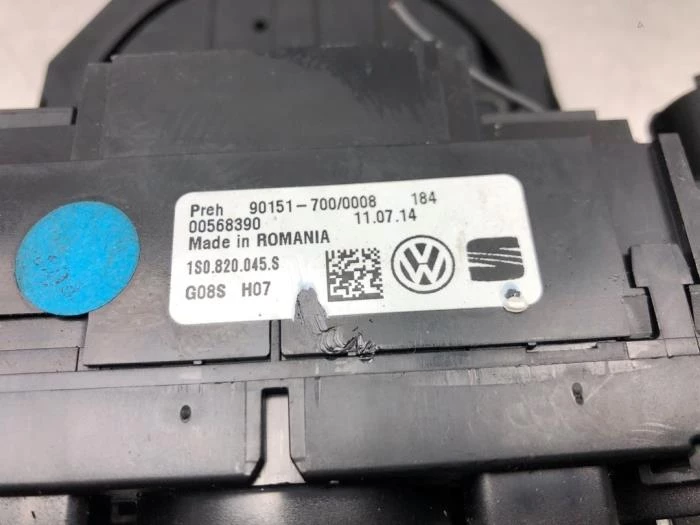 Preh 90151-700/0008 184
00568390 11.07.14
Made in ROMANIA
1S0.820.045.S
G08S H07